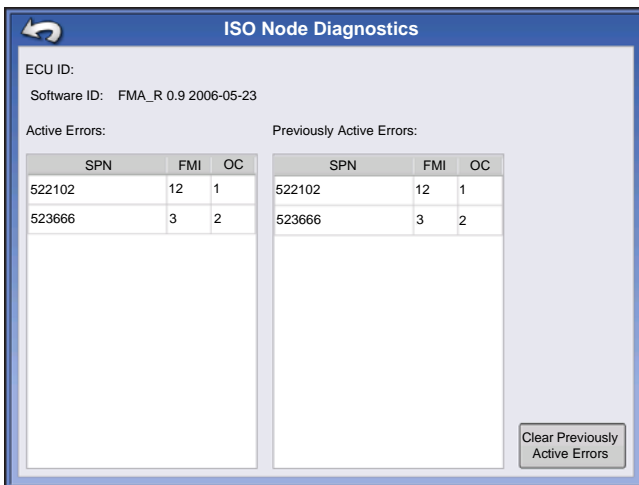 ISO Node Diagnostics
ECU ID:
Software ID: FMA_R 0.9 2006-05-23
Active Errors:
SPN FMI OC
522102 12 1
523666 3 2
Previously Active Errors:
SPN FMI OC
522102 12 1
523666 3 2
Clear Previously
Active Errors